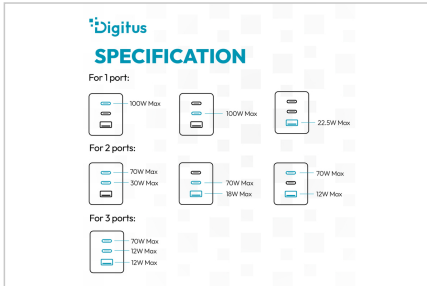 Digitus
SPECIFICATION
For 1 port:
100W Max
100W Max
22.5W Max
For 2 ports:
70W Max
30W Max
70W Max
18W Max
70W Max
12W Max
For 3 ports:
70W Max
12W Max
12W Max